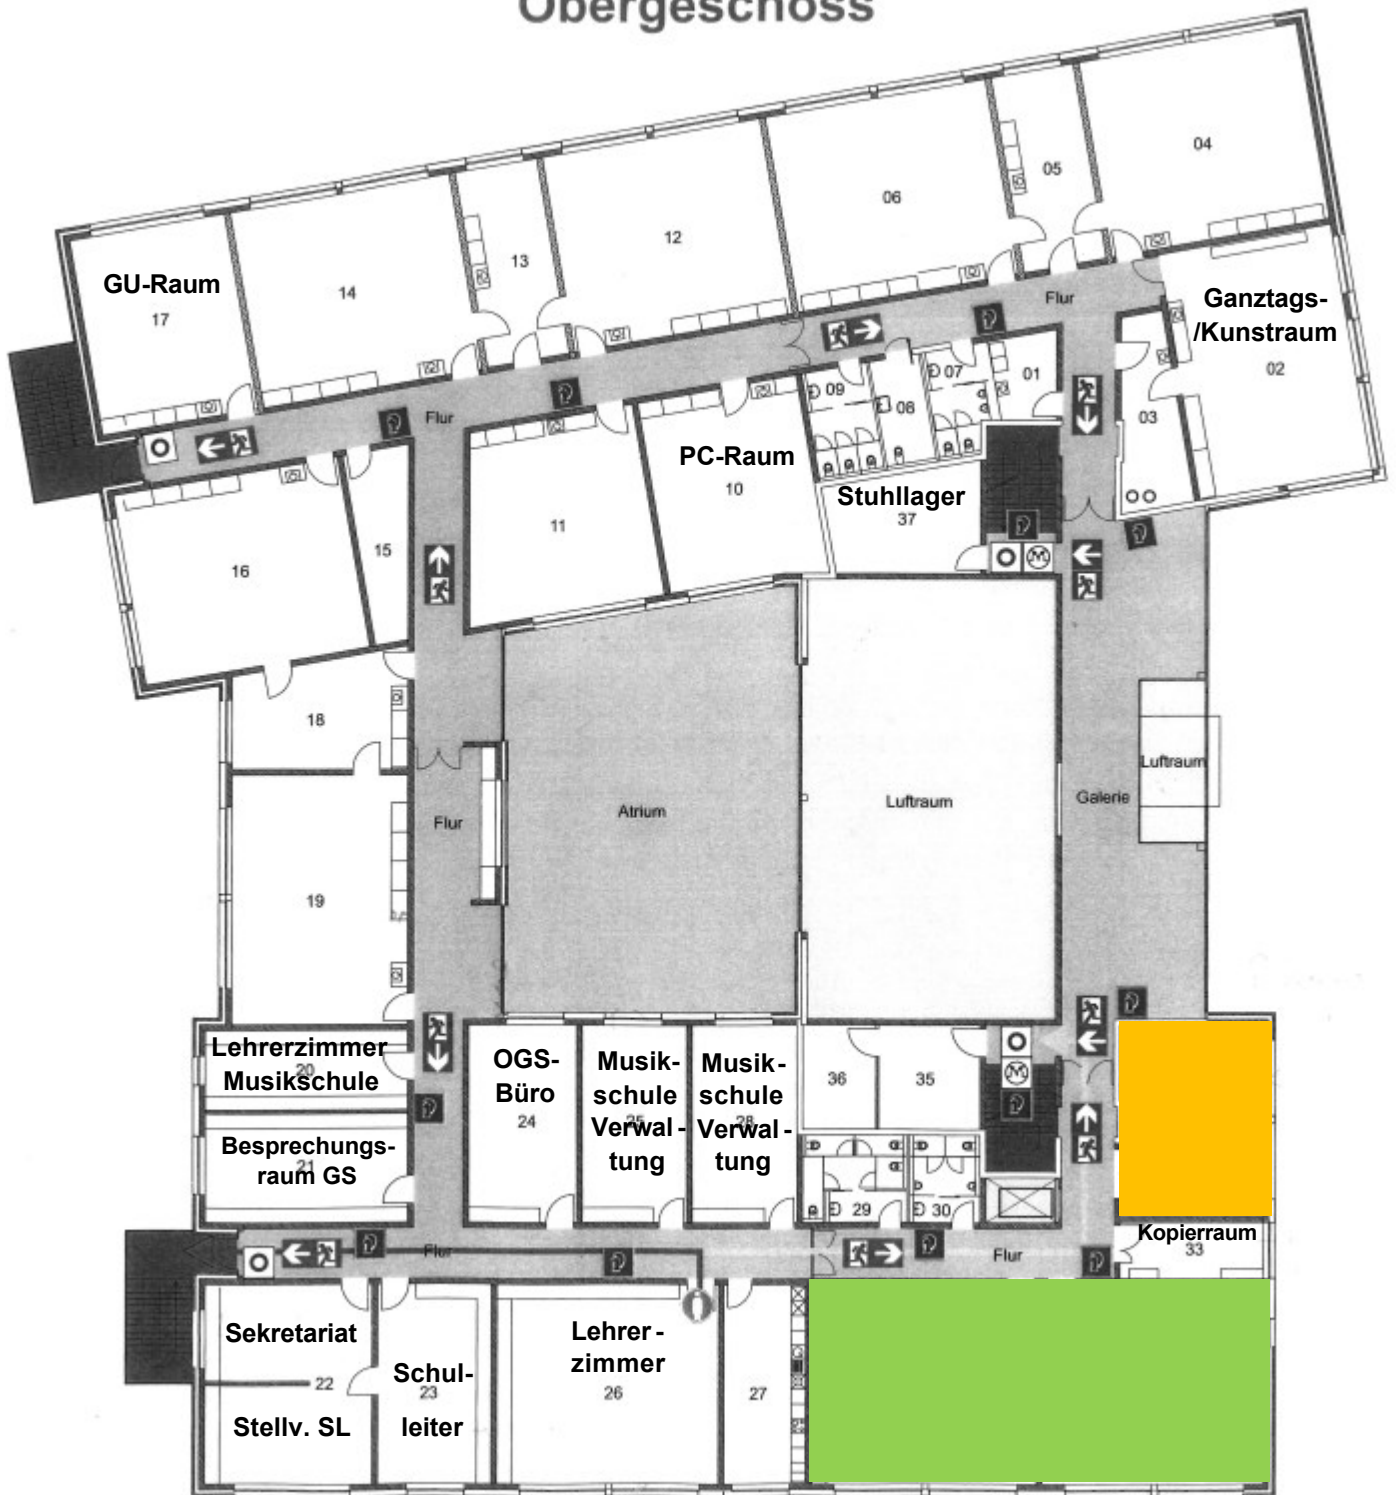 Obergeschoss
04
05
06
12
13
14
GU-Raum
17
Flur
Ganztags-
/Kunstraum
02
01
07
08
09
03
Flur
PC-Raum
10
Stuhllager
37
11
15
16
18
Luftraum
Atrium
Luftraum
Galerie
Flur
19
Lehrerzimmer
20
Musikschule
OGS-
Büro
24
Musik-
schule
25
Verwal-
tung
Musik-
schule
28
Verwal-
tung
36
35
Besprechungs-
21
raum GS
29
30
Kopierraum
33
Flur
Flur
Sekretariat
22
Stellv. SL
Schul-
23
leiter
Lehrer-
zimmer
26
27